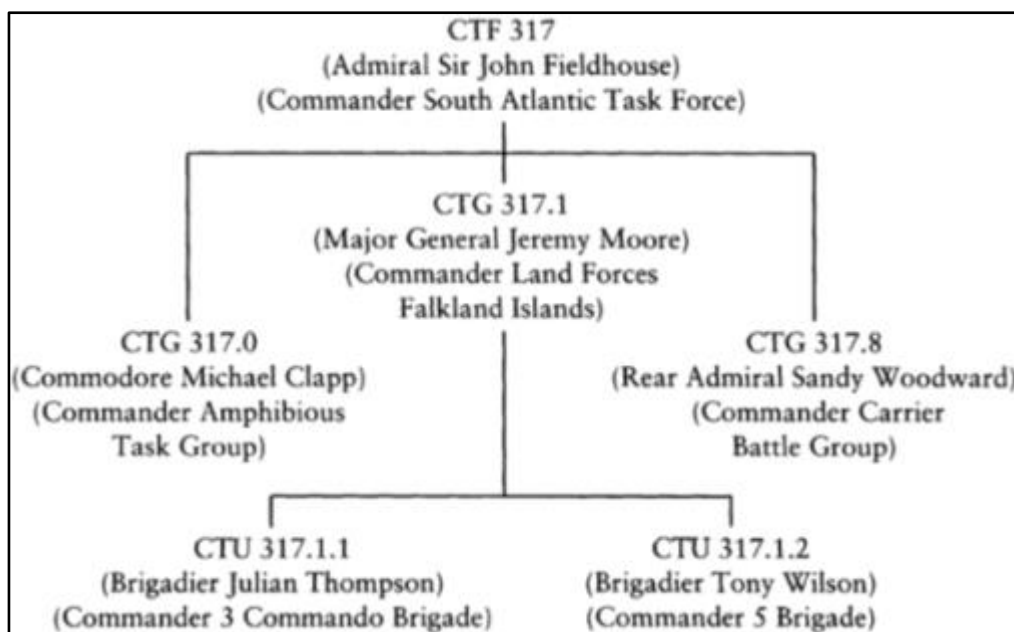 CTF 317
(Admiral Sir John Fieldhouse)
(Commander South Atlantic Task Force)
CTG 317.1
(Major General Jeremy Moore)
(Commander Land Forces
Falkland Islands)
CTG 317.0
(Commodore Michael Clapp)
(Commander Amphibious
Task Group)
CTG 317.8
(Rear Admiral Sandy Woodward)
(Commander Carrier
Battle Group)
CTU 317.1.1
(Brigadier Julian Thompson)
(Commander 3 Commando Brigade)
CTU 317.1.2
(Brigadier Tony Wilson)
(Commander 5 Brigade)